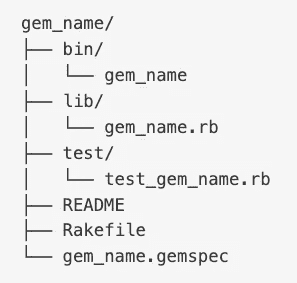 gem_name/
├── bin/
│   └── gem_name
├── lib/
│   └── gem_name.rb
├── test/
│   └── test_gem_name.rb
├── README
├── Rakefile
└── gem_name.gemspec